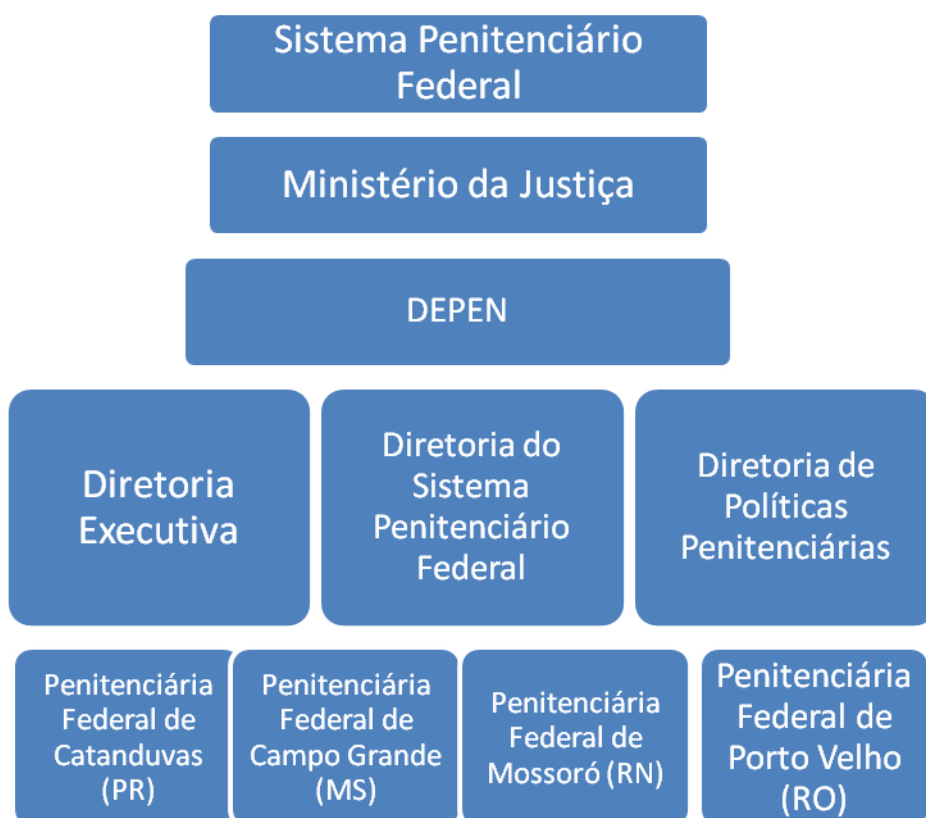 Sistema Penitenciário
Federal
Ministério da Justiça
DEPEN
Diretoria
Executiva
Diretoria do
Sistema
Penitenciário
Federal
Diretoria de
Políticas
Penitenciárias
Penitenciária
Federal de
Catanduvas
(PR)
Penitenciária
Federal de
Campo Grande
(MS)
Penitenciária
Federal de
Mossoró (RN)
Penitenciária
Federal de
Porto Velho
(RO)